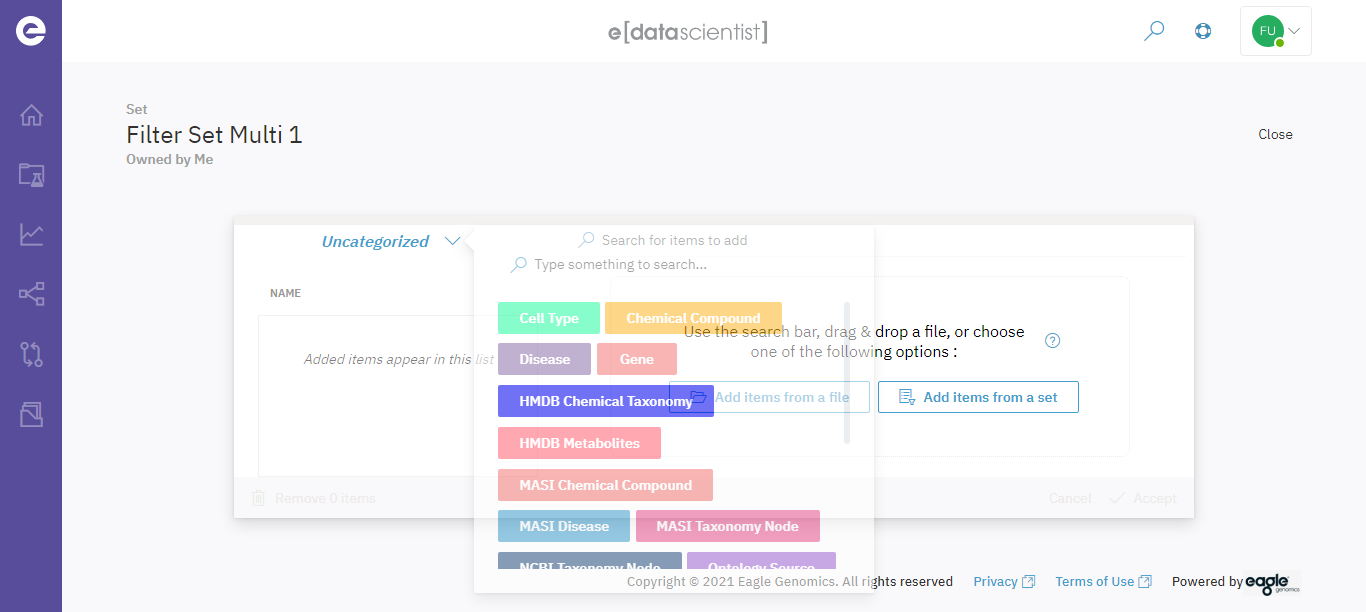 e[datascientist]
FU
Set
Filter Set Multi 1
Owned by Me
Close
Uncategorized
Search for items to add
Type something to search...
NAME
Cell Type
Chemical Compound
Use the search bar, drag & drop a file, or choose
one of the following options :
Added items appear in this list
Disease
Gene
HMDB Chemical Taxonomy
Add items from a file
Add items from a set
HMDB Metabolites
MASI Chemical Compound
Remove 0 items
Cancel
Accept
MASI Disease
MASI Taxonomy Node
NCBI Taxonomy Node
Ontology Source
Copyright © 2021 Eagle Genomics. All rights reserved
Privacy
Terms of Use
Powered by eagle genomics